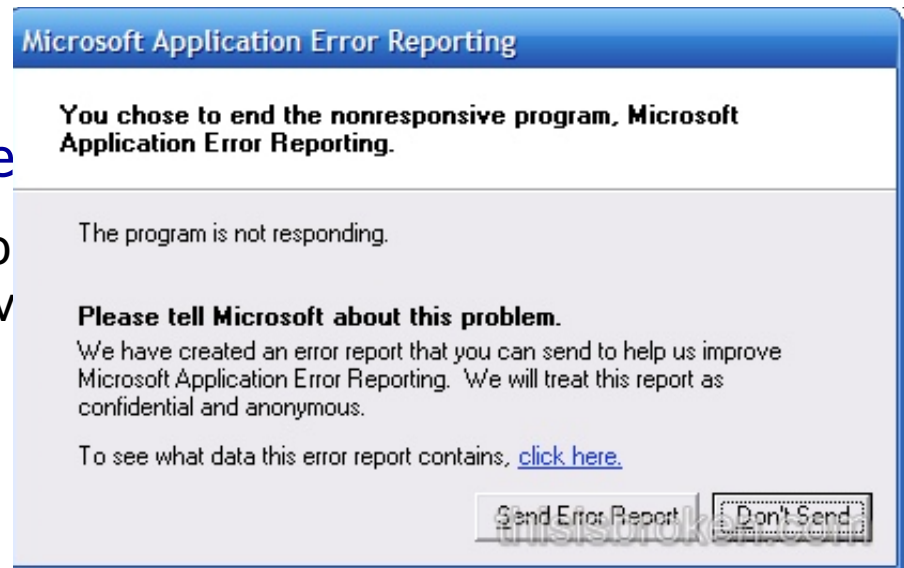 Microsoft Application Error Reporting
You chose to end the nonresponsive program, Microsoft
Application Error Reporting.
e
The program is not responding.
Please tell Microsoft about this problem.
We have created an error report that you can send to help us improve
Microsoft Application Error Reporting. We will treat this report as
confidential and anonymous.
To see what data this error report contains, click here.
Send Error Report Don't Send
thisisbroken.com